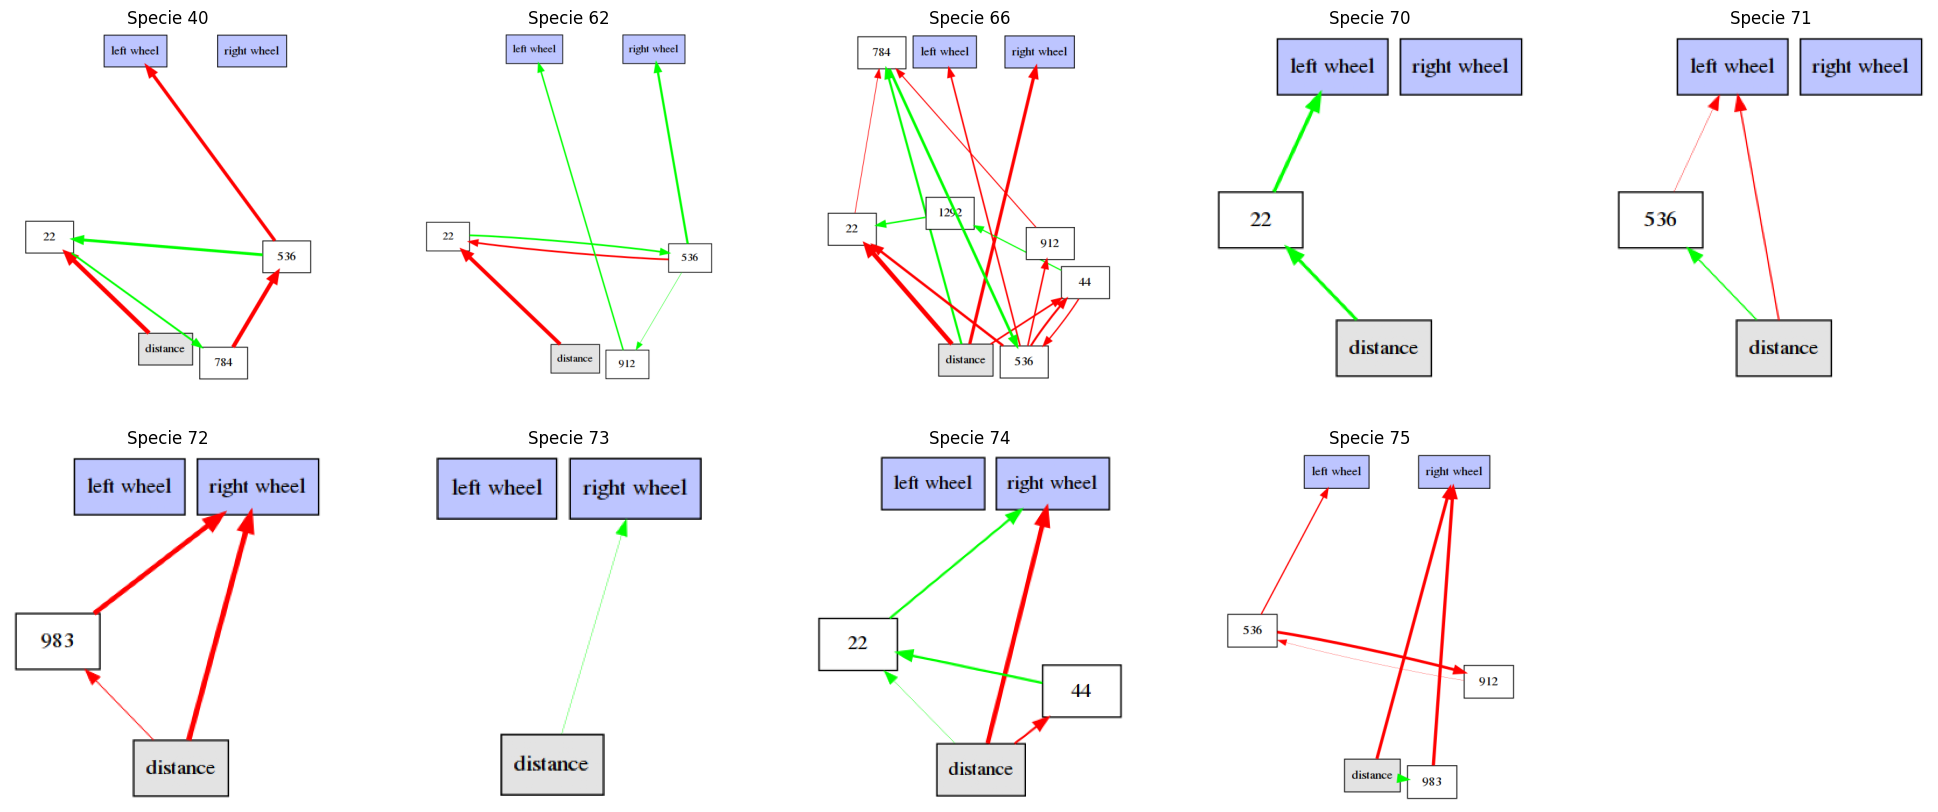 Specie 40
left wheel
right wheel
22
536
distance
784
Specie 62
left wheel
right wheel
22
536
distance
912
Specie 66
784
left wheel
right wheel
1292
22
912
44
distance
536
Specie 70
left wheel
right wheel
22
distance
Specie 71
left wheel
right wheel
536
distance
Specie 72
left wheel
right wheel
983
distance
Specie 73
left wheel
right wheel
distance
Specie 74
left wheel
right wheel
22
44
distance
Specie 75
left wheel
right wheel
536
912
distance
983